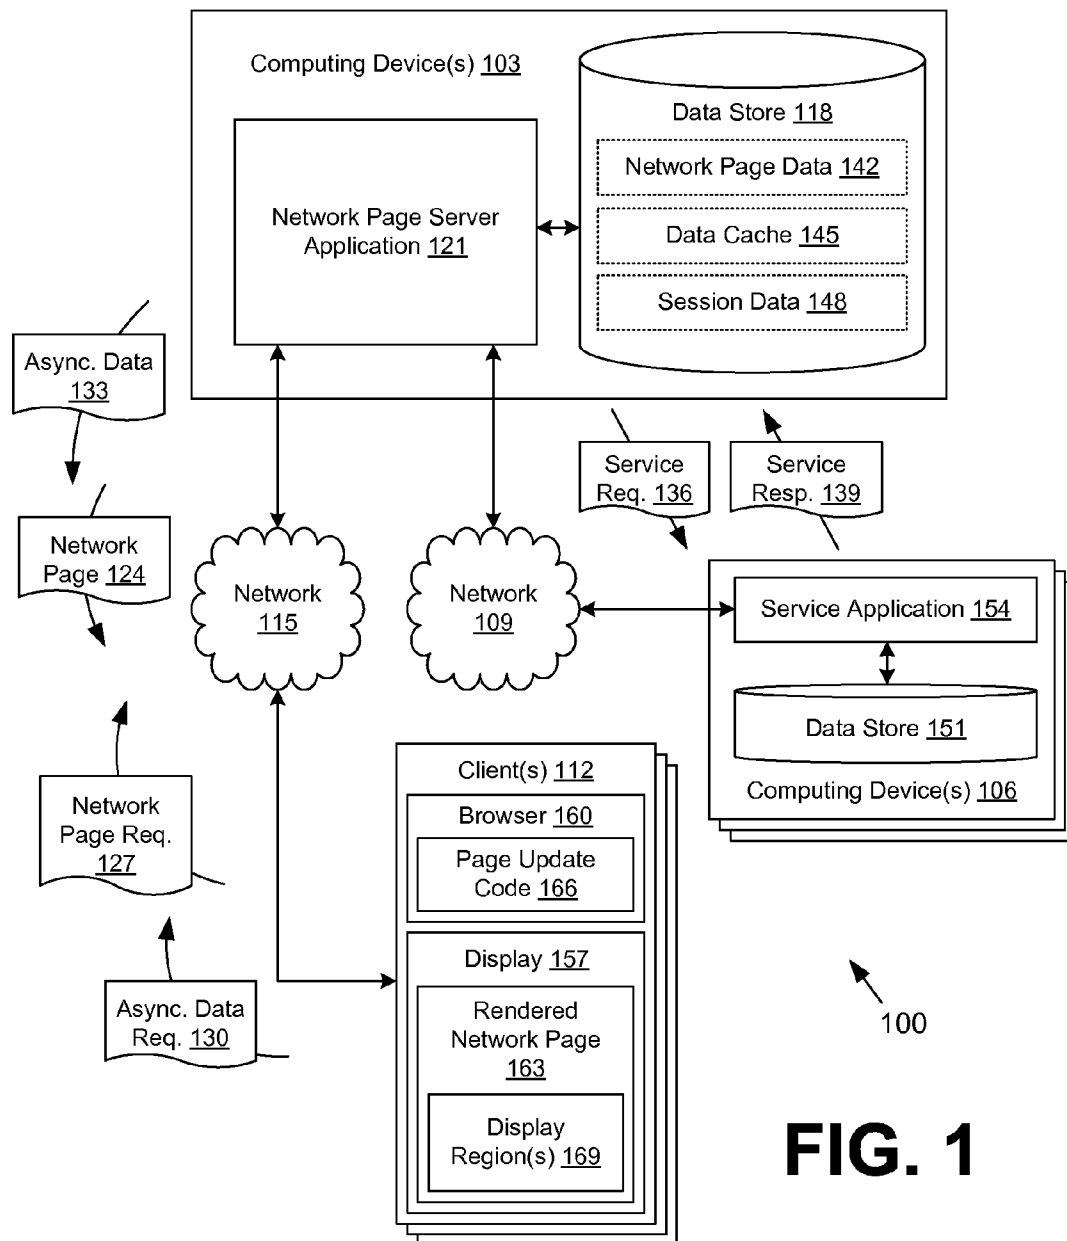 Computing Device(s) 103
Data Store 118
Network Page Data 142
Data Cache 145
Session Data 148
Network Page Server
Application 121
Async. Data
133
Network
Page 124
Network
Page Req.
127
Async. Data
Req. 130
Network
115
Network
109
Service
Req. 136
Service
Resp. 139
Service Application 154
Data Store 151
Computing Device(s) 106
Client(s) 112
Browser 160
Page Update
Code 166
Display 157
Rendered
Network Page
163
Display
Region(s) 169
100
FIG. 1